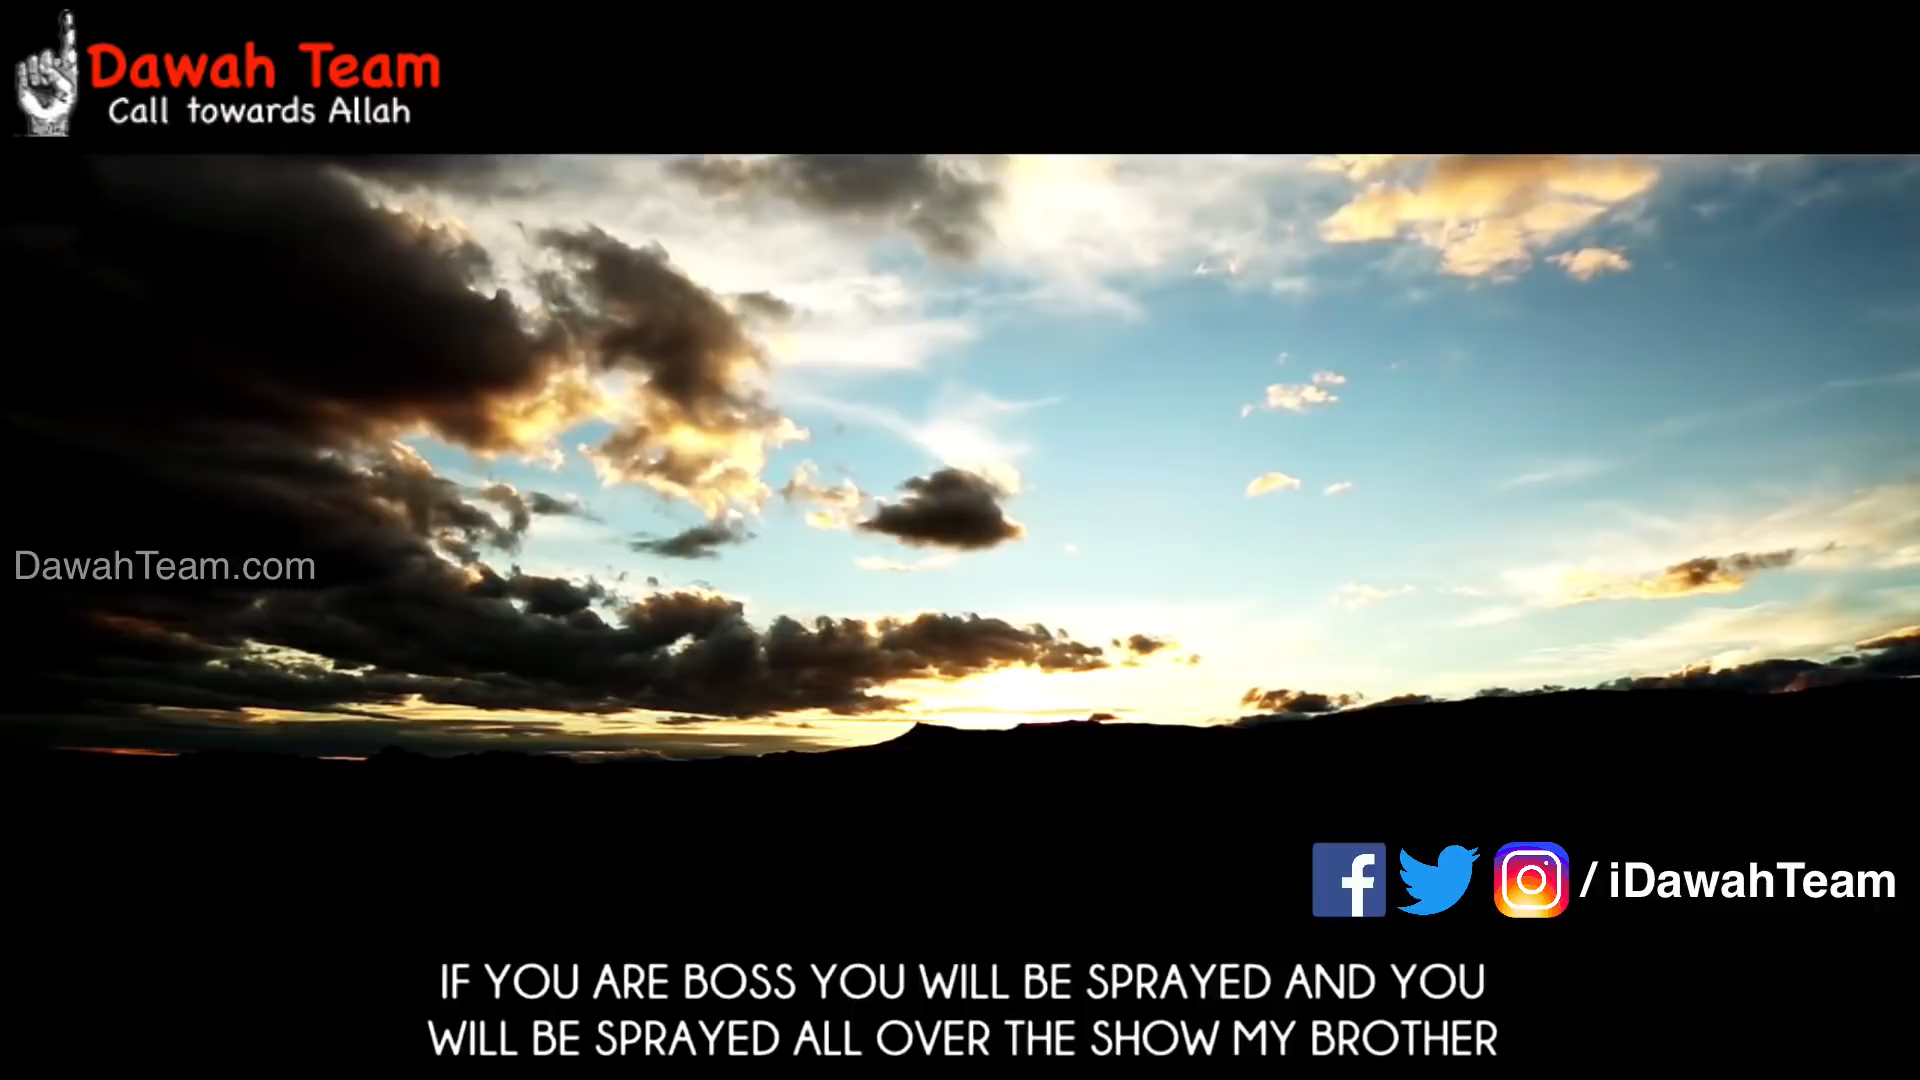 Dawah Team
Call towards Allah
DawahTeam.com
/ iDawahTeam
IF YOU ARE BOSS YOU WILL BE SPRAYED AND YOU
WILL BE SPRAYED ALL OVER THE SHOW MY BROTHER